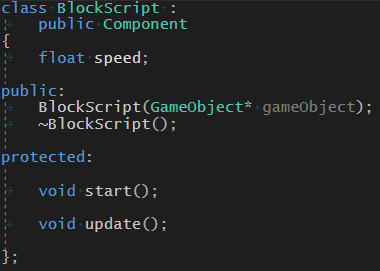 class BlockScript :
    public Component
{
    float speed;

public:
    BlockScript(GameObject* gameObject);
    ~BlockScript();

protected:

    void start();

    void update();

};